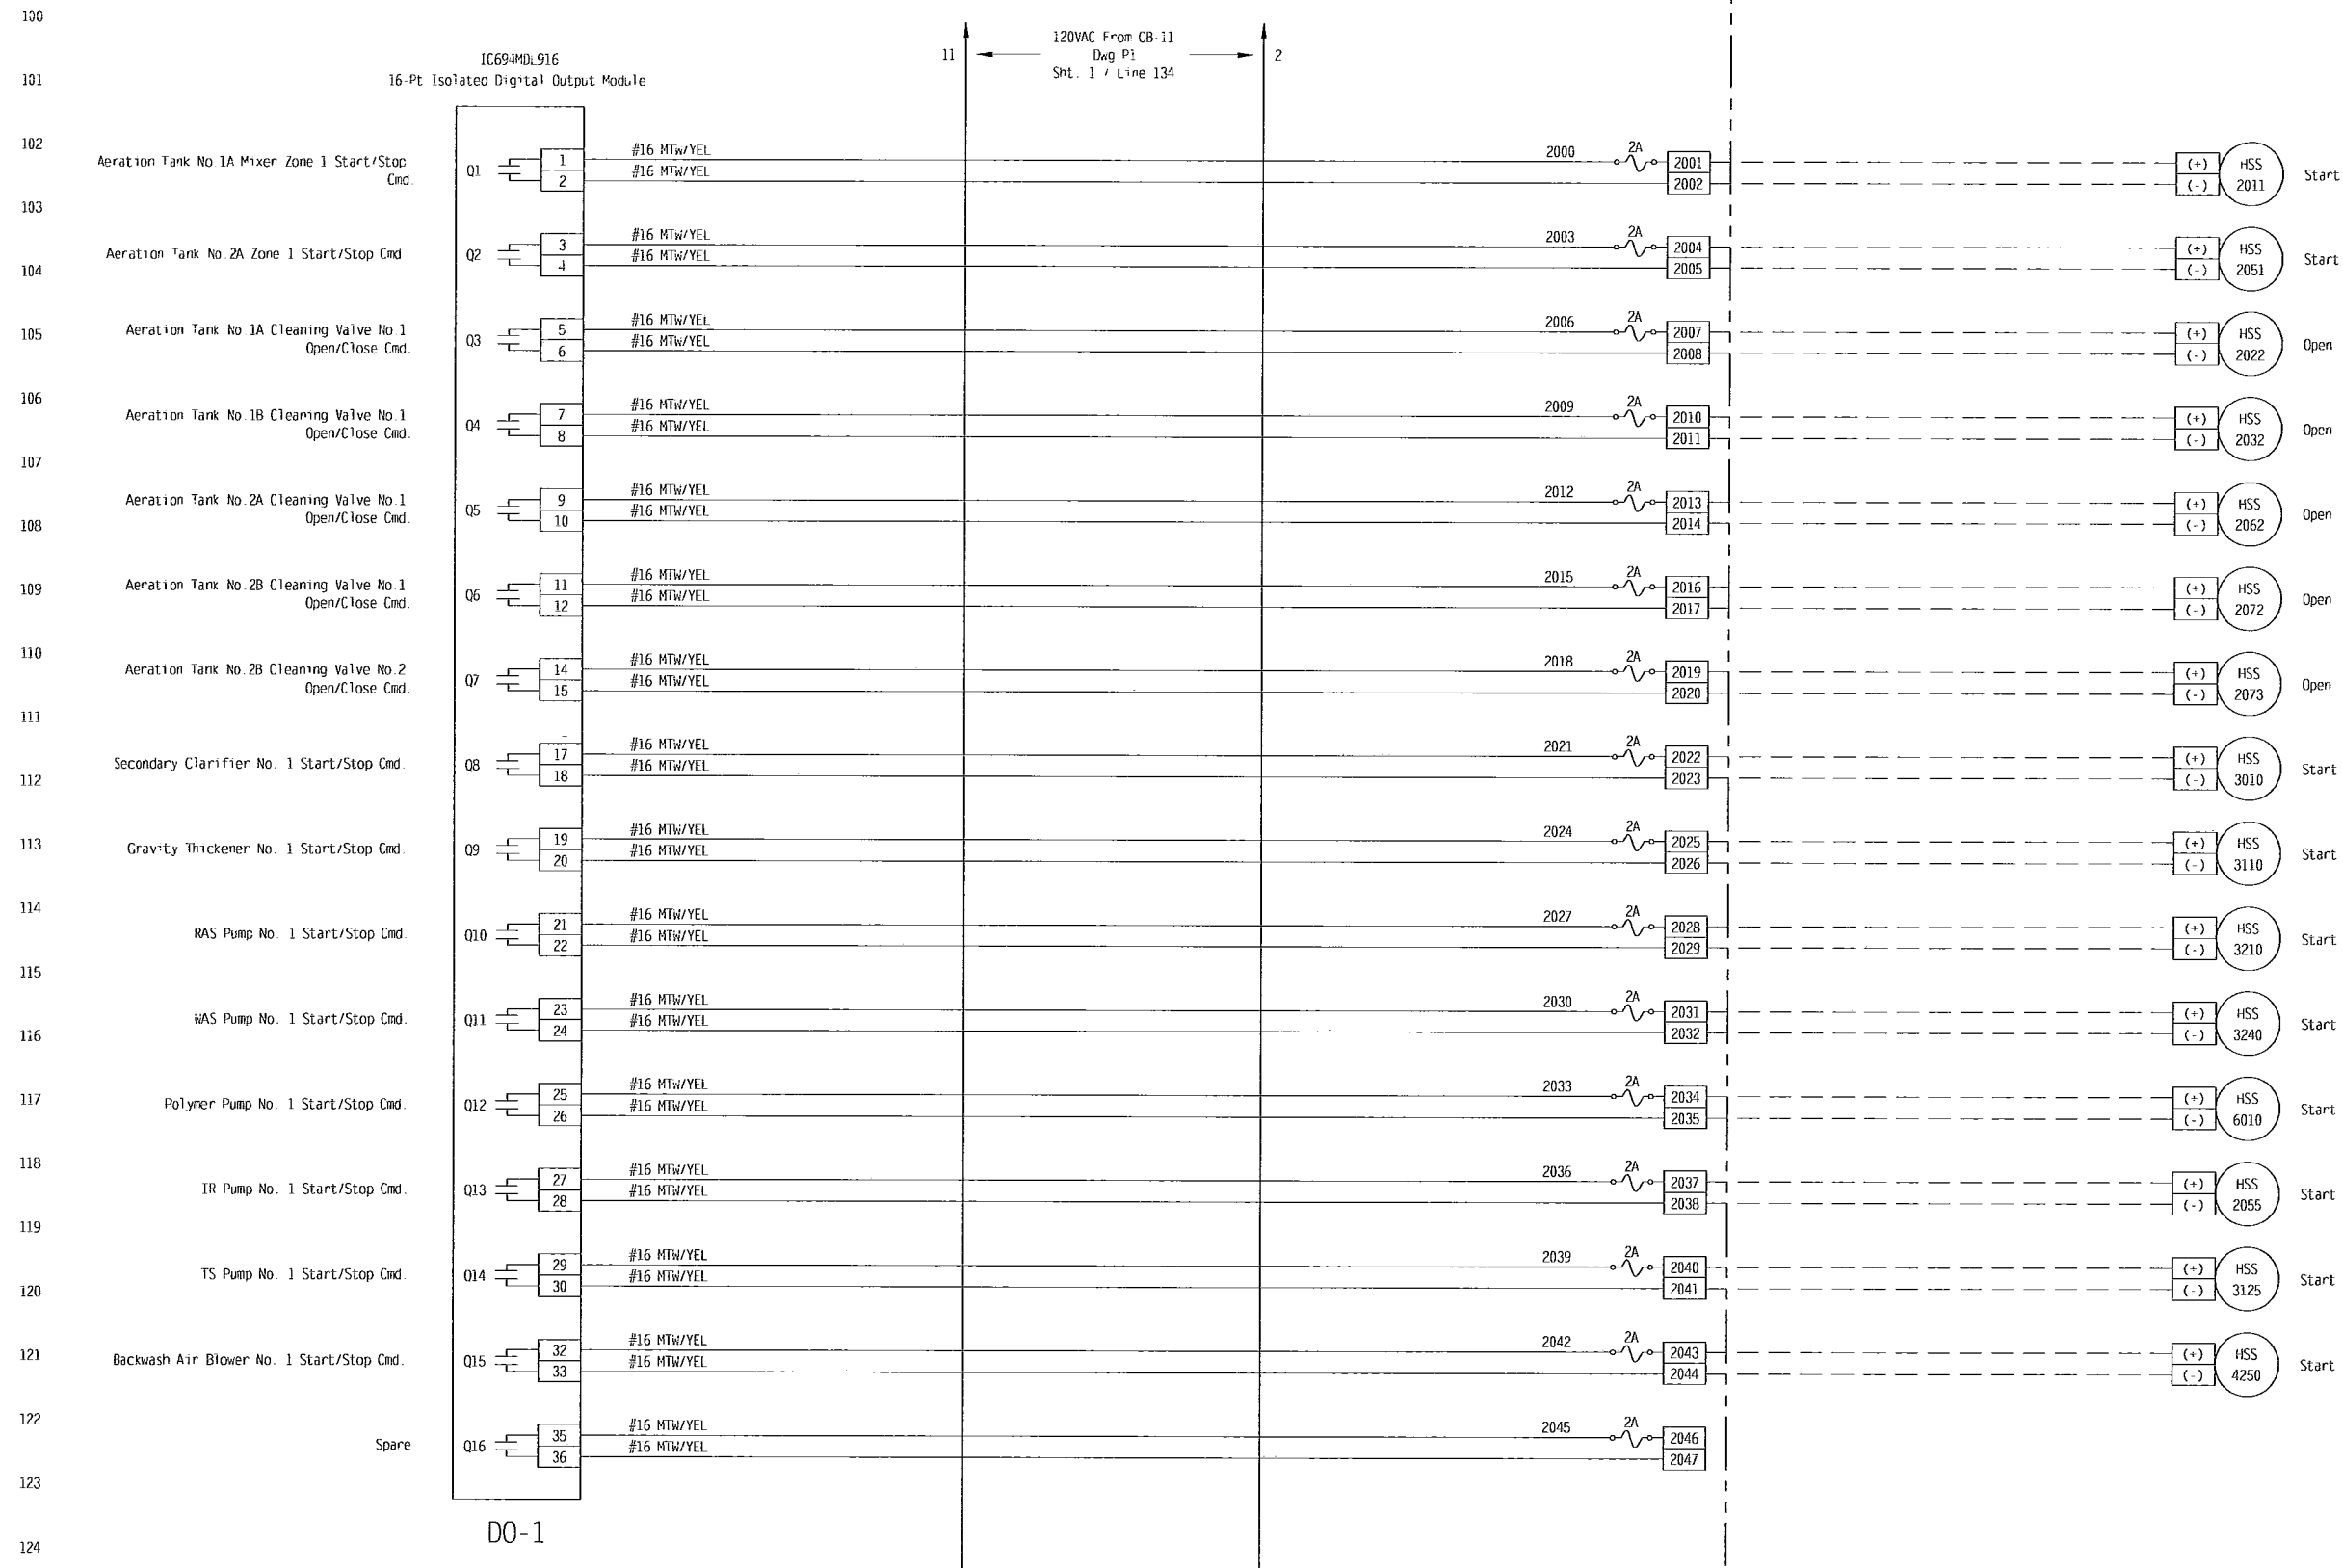 100
IC694MDL916
16-Pt Isolated Digital Output Module
11
120VAC From CB-11
Dwg P1
Sht. 1 / Line 134
2
101
102
Aeration Tank No.1A Mixer Zone 1 Start/Stop
Cmd.
Q1
1
2
#16 MTW/YEL
#16 MTW/YEL
2000
2A
2001
2002
(+)
(-)
HSS
2011
Start
103
Aeration Tank No.2A Zone 1 Start/Stop Cmd
Q2
3
4
#16 MTW/YEL
#16 MTW/YEL
2003
2A
2004
2005
(+)
(-)
HSS
2051
Start
104
105
Aeration Tank No.1A Cleaning Valve No.1
Open/Close Cmd.
Q3
5
6
#16 MTW/YEL
#16 MTW/YEL
2006
2A
2007
2008
(+)
(-)
HSS
2022
Open
106
Aeration Tank No.1B Cleaning Valve No.1
Open/Close Cmd.
Q4
7
8
#16 MTW/YEL
#16 MTW/YEL
2009
2A
2010
2011
(+)
(-)
HSS
2032
Open
107
Aeration Tank No.2A Cleaning Valve No.1
Open/Close Cmd.
Q5
9
10
#16 MTW/YEL
#16 MTW/YEL
2012
2A
2013
2014
(+)
(-)
HSS
2062
Open
108
109
Aeration Tank No.2B Cleaning Valve No.1
Open/Close Cmd.
Q6
11
12
#16 MTW/YEL
#16 MTW/YEL
2015
2A
2016
2017
(+)
(-)
HSS
2072
Open
110
Aeration Tank No.2B Cleaning Valve No.2
Open/Close Cmd.
Q7
14
15
#16 MTW/YEL
#16 MTW/YEL
2018
2A
2019
2020
(+)
(-)
HSS
2073
Open
111
Secondary Clarifier No. 1 Start/Stop Cmd.
Q8
17
18
#16 MTW/YEL
#16 MTW/YEL
2021
2A
2022
2023
(+)
(-)
HSS
3010
Start
112
113
Gravity Thickener No. 1 Start/Stop Cmd.
Q9
19
20
#16 MTW/YEL
#16 MTW/YEL
2024
2A
2025
2026
(+)
(-)
HSS
3110
Start
114
RAS Pump No. 1 Start/Stop Cmd.
Q10
21
22
#16 MTW/YEL
#16 MTW/YEL
2027
2A
2028
2029
(+)
(-)
HSS
3210
Start
115
WAS Pump No. 1 Start/Stop Cmd.
Q11
23
24
#16 MTW/YEL
#16 MTW/YEL
2030
2A
2031
2032
(+)
(-)
HSS
3240
Start
116
117
Polymer Pump No. 1 Start/Stop Cmd.
Q12
25
26
#16 MTW/YEL
#16 MTW/YEL
2033
2A
2034
2035
(+)
(-)
HSS
6010
Start
118
IR Pump No. 1 Start/Stop Cmd.
Q13
27
28
#16 MTW/YEL
#16 MTW/YEL
2036
2A
2037
2038
(+)
(-)
HSS
2055
Start
119
TS Pump No. 1 Start/Stop Cmd.
Q14
29
30
#16 MTW/YEL
#16 MTW/YEL
2039
2A
2040
2041
(+)
(-)
HSS
3125
Start
120
121
Backwash Air Blower No. 1 Start/Stop Cmd.
Q15
32
33
#16 MTW/YEL
#16 MTW/YEL
2042
2A
2043
2044
(+)
(-)
HSS
4250
Start
122
Spare
Q16
35
36
#16 MTW/YEL
#16 MTW/YEL
2045
2A
2046
2047
123
DO-1
124